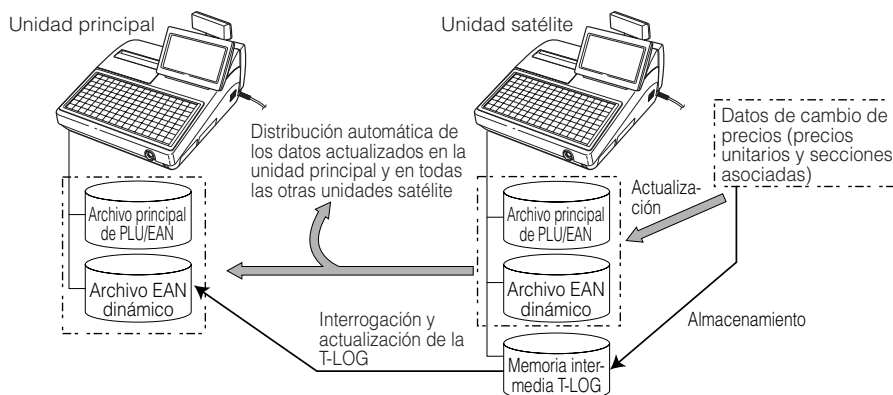 Unidad principal
Unidad satélite
Distribución automática de
los datos actualizados en la
unidad principal y en todas
las otras unidades satélite
Datos de cambio de
precios (precios
unitarios y secciones
asociadas)
Actualiza-
ción
Archivo principal
de PLU/EAN
Archivo EAN
dinámico
Archivo principal
de PLU/EAN
Archivo EAN
dinámico
Interrogación y
actualización de la
T-LOG
Almacenamiento
Memoria inter-
media T-LOG